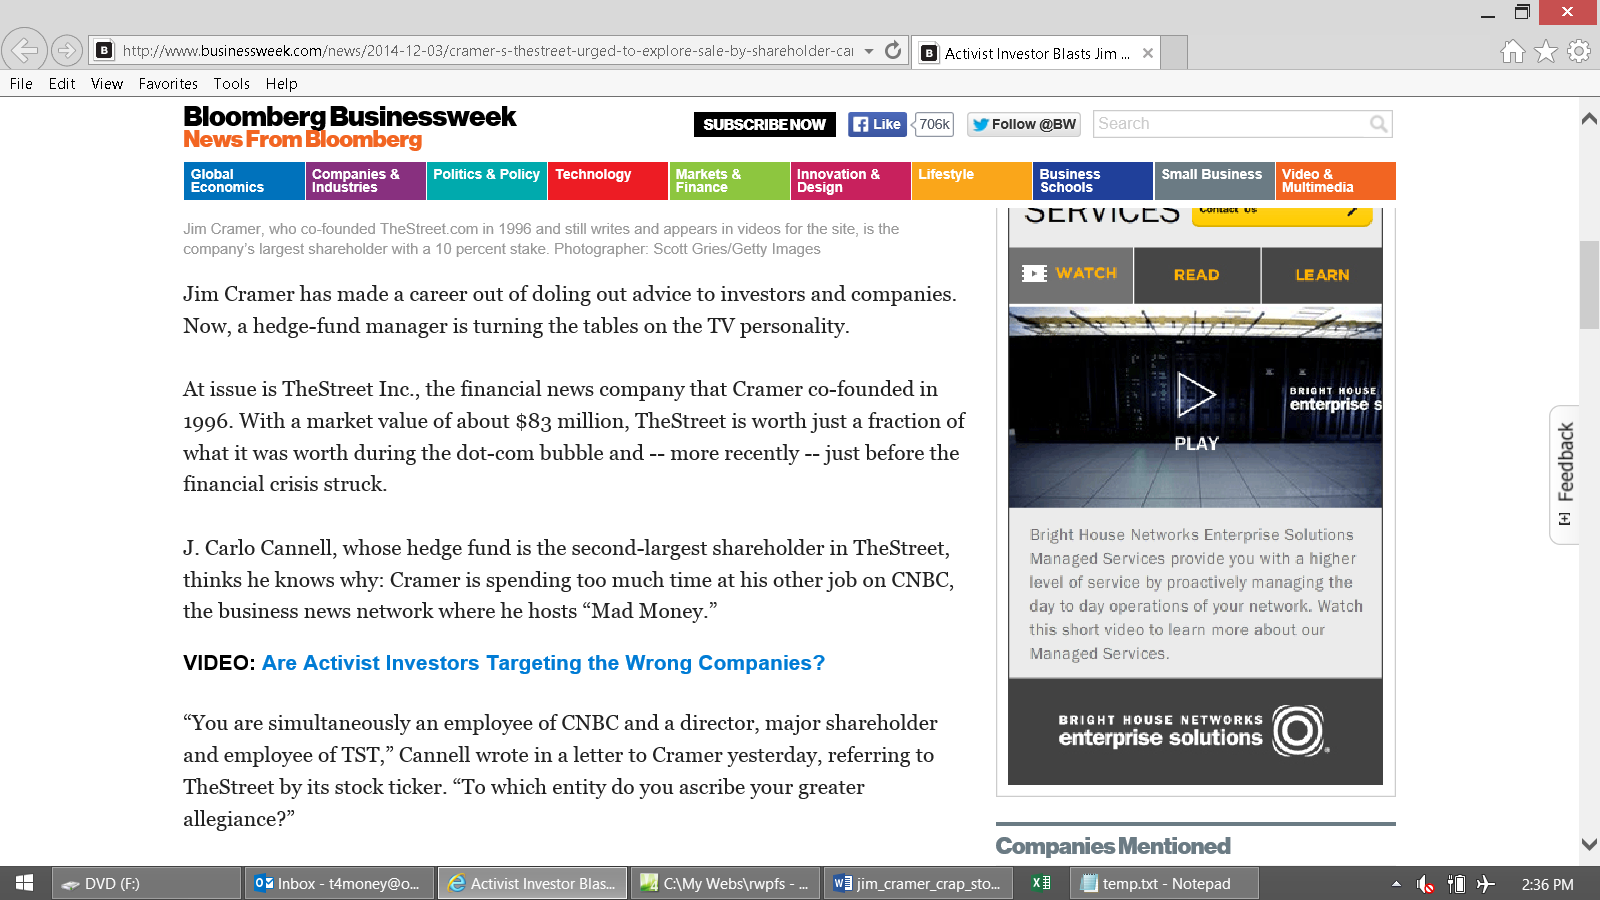 http://www.businessweek.com/news/2014-12-03/cramer-s-thestreet-urged-to-explore-sale-by-shareholder-car
Activist Investor Blasts Jim ...
File Edit View Favorites Tools Help
Bloomberg Businessweek
News From Bloomberg
SUBSCRIBE NOW
Like 706k
Follow @BW
Search
Global Economics
Companies & Industries
Politics & Policy
Technology
Markets & Finance
Innovation & Design
Lifestyle
Business Schools
Small Business
Video & Multimedia
Jim Cramer, who co-founded TheStreet.com in 1996 and still writes and appears in videos for the site, is the
company's largest shareholder with a 10 percent stake. Photographer: Scott Gries/Getty Images
Jim Cramer has made a career out of doling out advice to investors and companies.
Now, a hedge-fund manager is turning the tables on the TV personality.
At issue is TheStreet Inc., the financial news company that Cramer co-founded in
1996. With a market value of about $83 million, TheStreet is worth just a fraction of
what it was worth during the dot-com bubble and -- more recently -- just before the
financial crisis struck.
J. Carlo Cannell, whose hedge fund is the second-largest shareholder in TheStreet,
thinks he knows why: Cramer is spending too much time at his other job on CNBC,
the business news network where he hosts “Mad Money.”
VIDEO: Are Activist Investors Targeting the Wrong Companies?
“You are simultaneously an employee of CNBC and a director, major shareholder
and employee of TST,” Cannell wrote in a letter to Cramer yesterday, referring to
TheStreet by its stock ticker. “To which entity do you ascribe your greater
allegiance?”
SERVICES
Contact Us
WATCH
READ
LEARN
BRIGHT HOUSE
enterprise s
PLAY
Bright House Networks Enterprise Solutions
Managed Services provide you with a higher
level of service by proactively managing the
day to day operations of your network. Watch
this short video to learn more about our
Managed Services.
BRIGHT HOUSE NETWORKS
enterprise solutions
Companies Mentioned
[+] Feedback
DVD (F:)
Inbox - t4money@o...
Activist Investor Blas...
C:\My Webs\rwpfs - ...
jim_cramer_crap_sto...
temp.txt - Notepad
2:36 PM